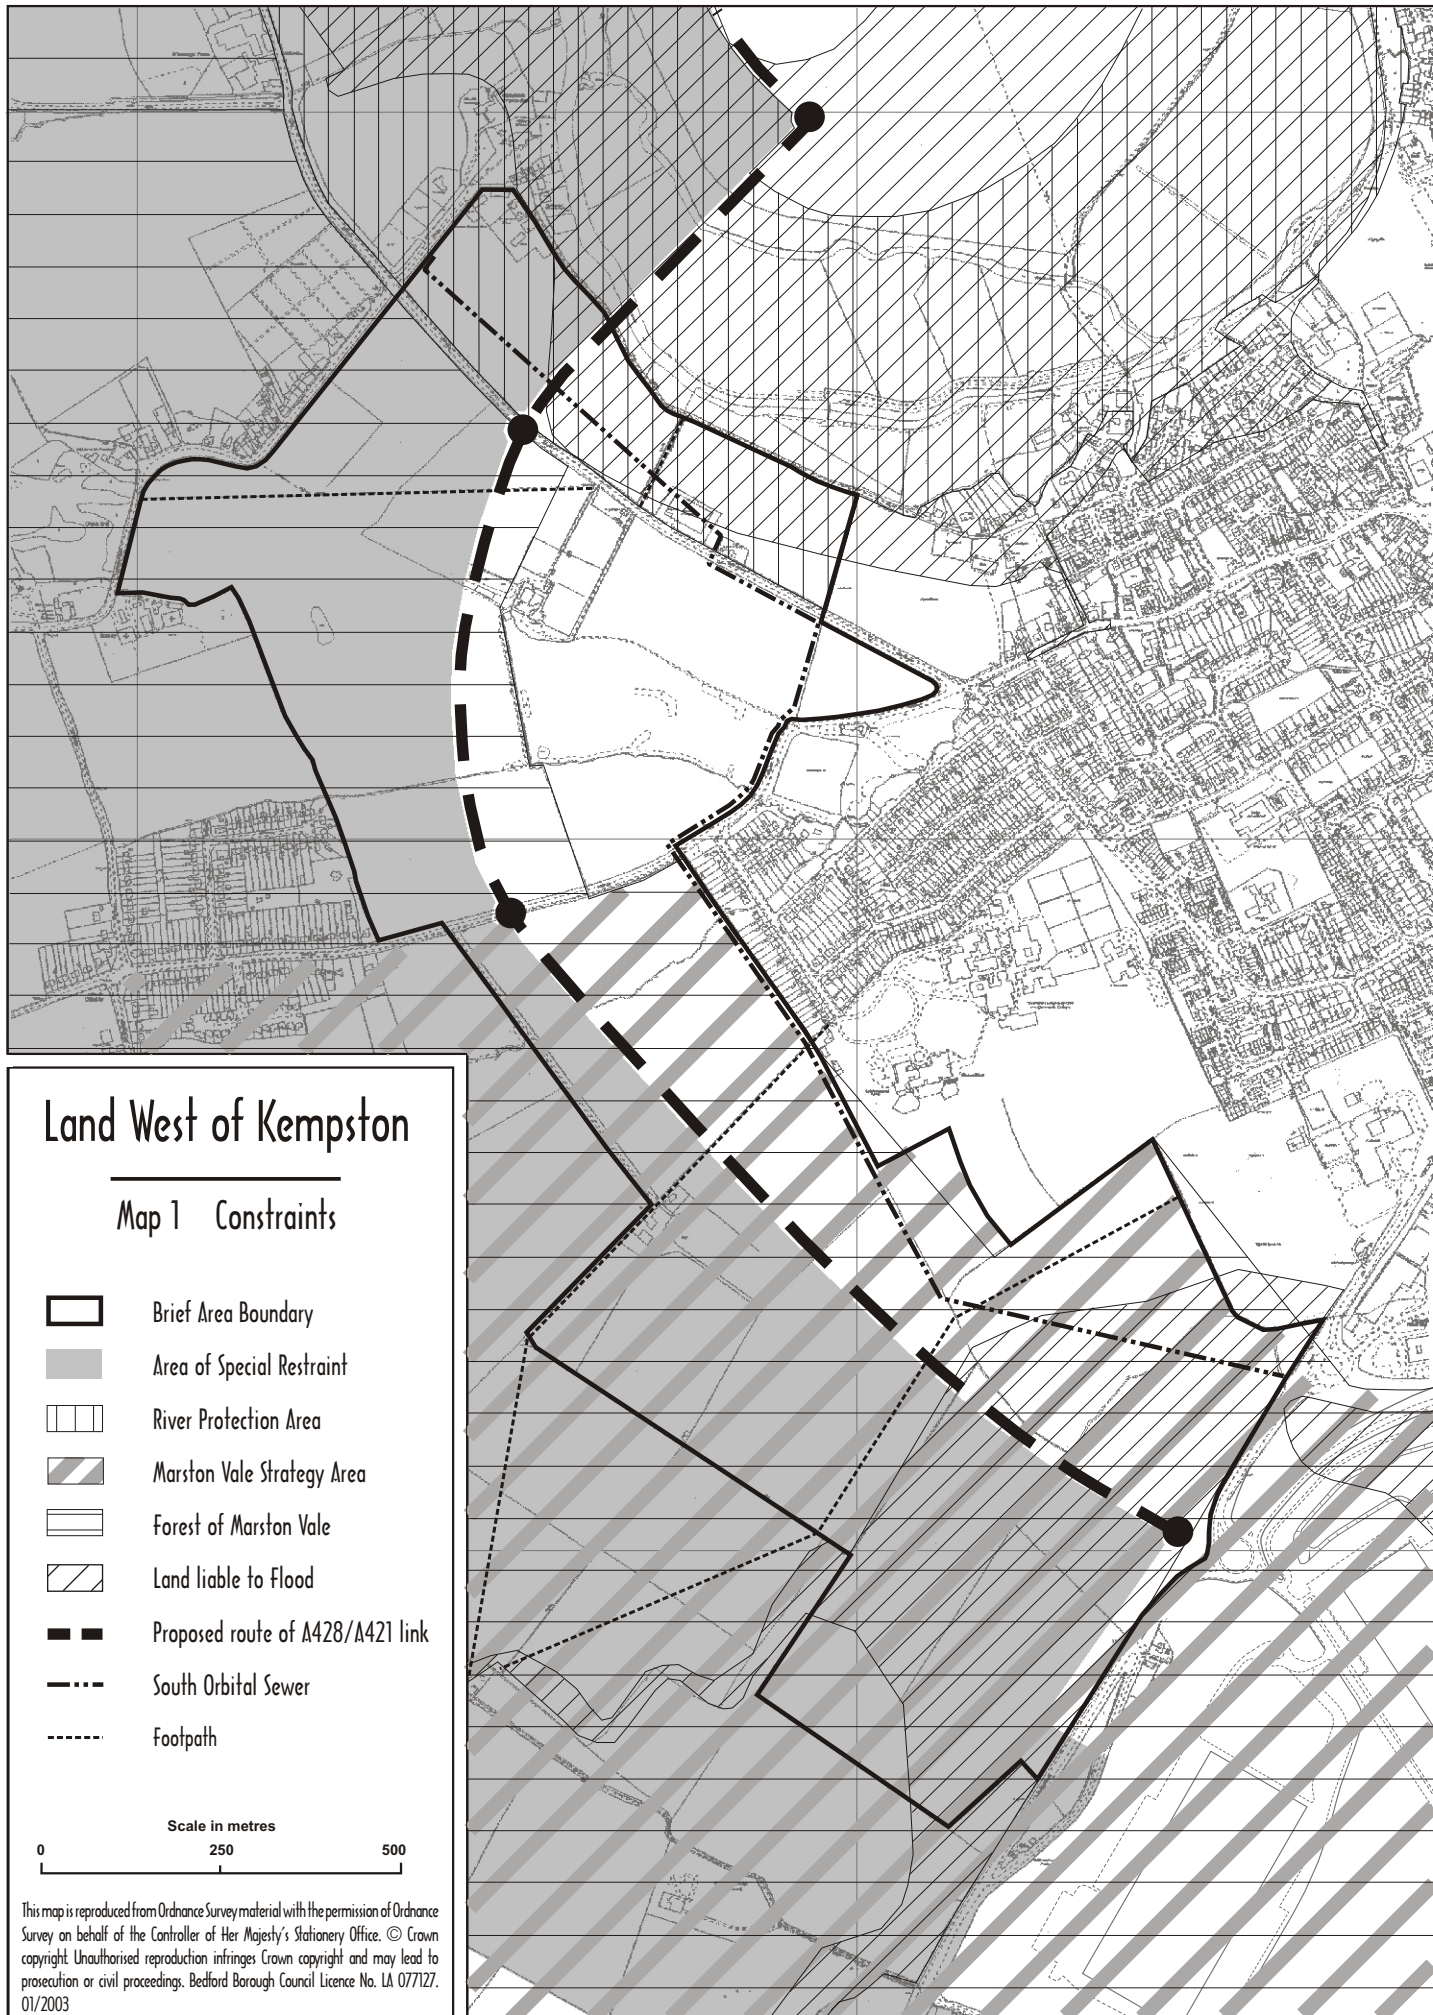 Land West of Kempston
Map 1 Constraints
Brief Area Boundary
Area of Special Restraint
River Protection Area
Marston Vale Strategy Area
Forest of Marston Vale
Land liable to Flood
Proposed route of A428/A421 link
South Orbital Sewer
Footpath
Scale in metres
0 250 500
This map is reproduced from Ordnance Survey material with the permission of Ordnance
Survey on behalf of the Controller of Her Majesty's Stationery Office. © Crown
copyright. Unauthorised reproduction infringes Crown copyright and may lead to
prosecution or civil proceedings. Bedford Borough Council Licence No. LA 077127.
01/2003